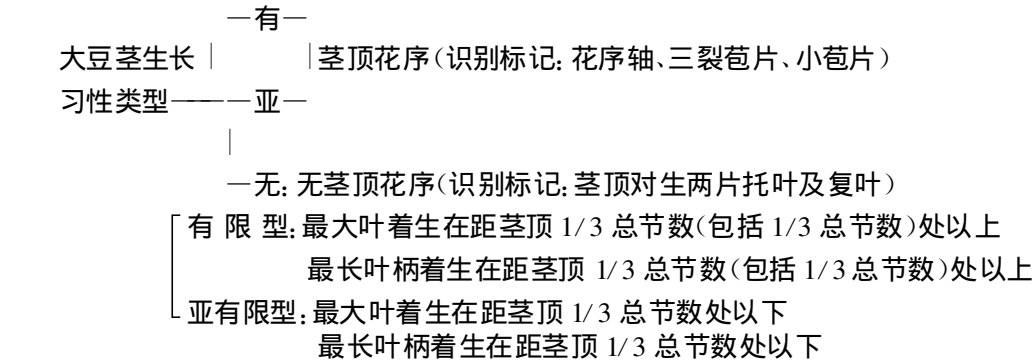 —有—
大豆茎生长 | |茎顶花序(识别标记: 花序轴、三裂苞片、小苞片)
习性类型———亚—
|
—无: 无茎顶花序(识别标记: 茎顶对生两片托叶及复叶)
有 限 型: 最大叶着生在距茎顶 1/3 总节数(包括 1/3 总节数)处以上
最长叶柄着生在距茎顶 1/3 总节数(包括 1/3 总节数)处以上
亚有限型: 最大叶着生在距茎顶 1/3 总节数处以下
最长叶柄着生在距茎顶 1/3 总节数处以下